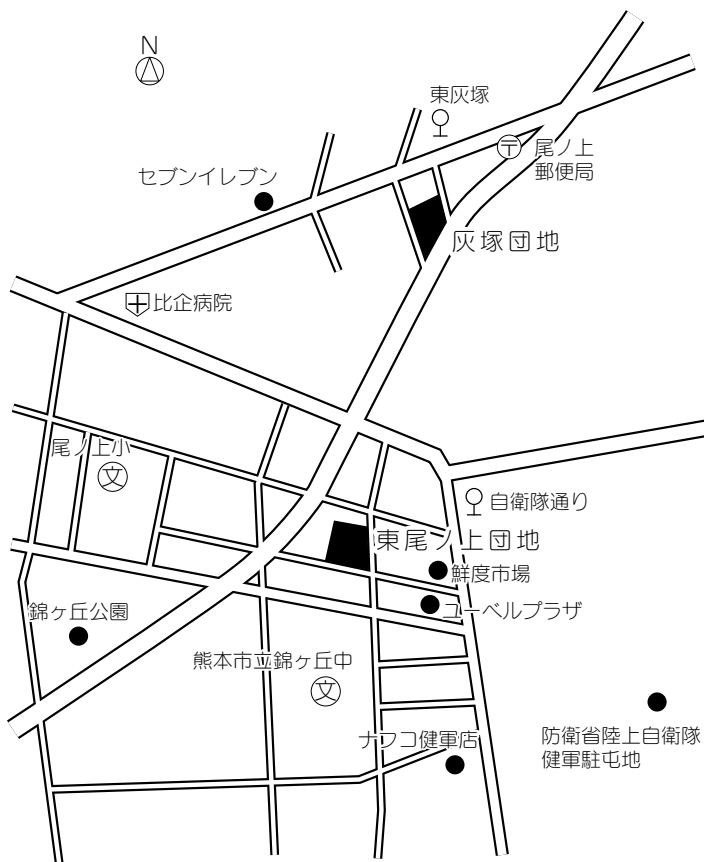 N
東灰塚
〒
尾ノ上
郵便局
セブンイレブン
灰塚団地
比企病院
尾ノ上小
文
自衛隊通り
東尾ノ上団地
鮮度市場
ユーベルプラザ
錦ヶ丘公園
熊本市立錦ヶ丘中
文
ナフコ健軍店
防衛省陸上自衛隊
健軍駐屯地